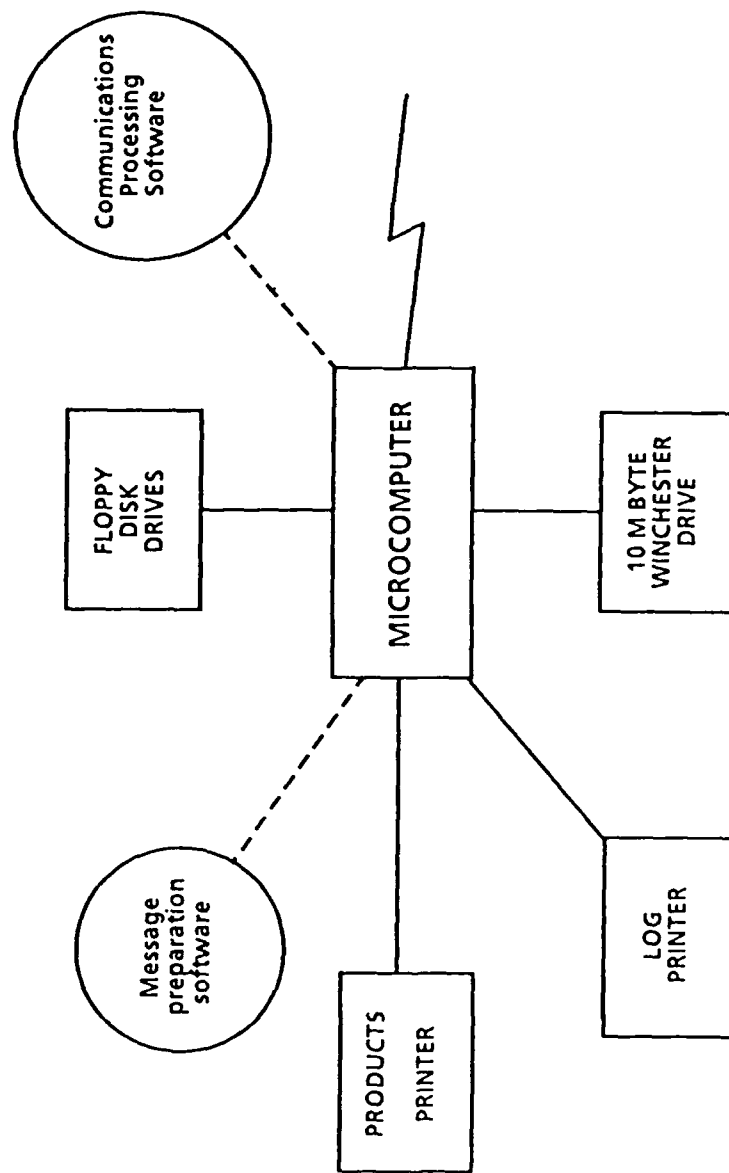 Communications
Processing
Software
FLOPPY
DISK
DRIVES
Message
preparation
software
MICROCOMPUTER
PRODUCTS
PRINTER
LOG
PRINTER
10 M BYTE
WINCHESTER
DRIVE